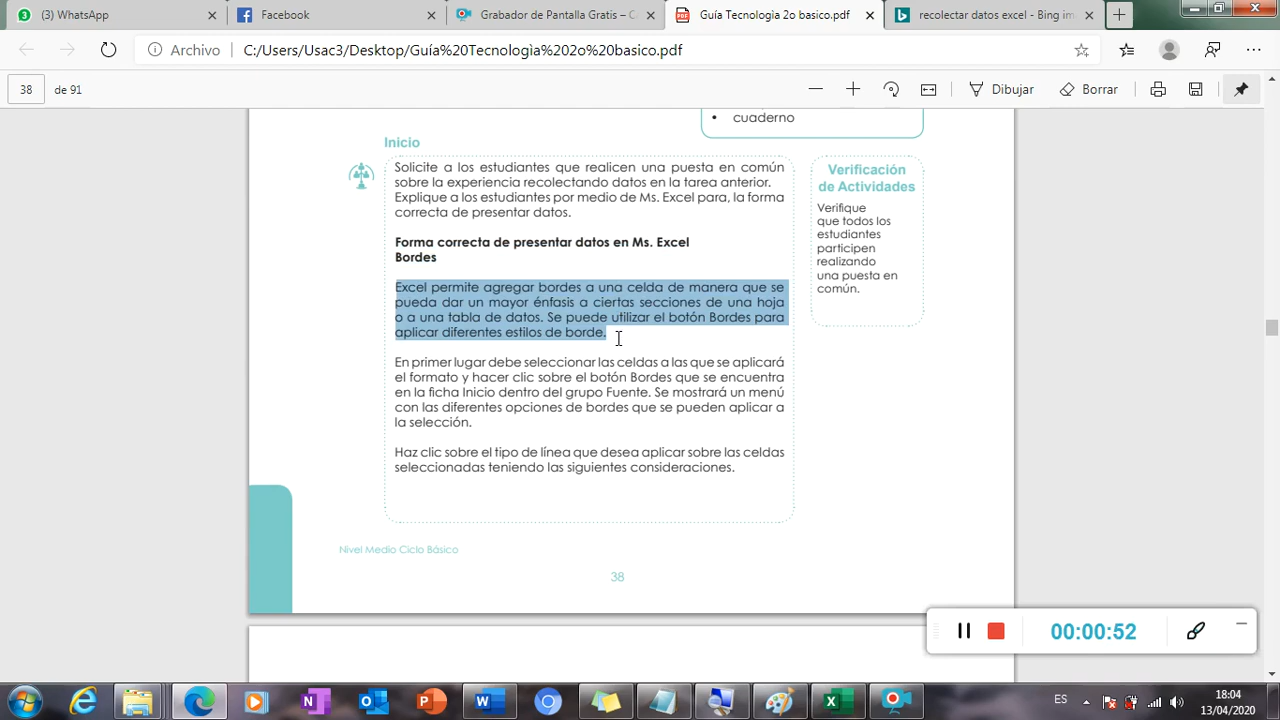 (3) WhatsApp
Facebook
Grabador de Pantalla Gratis – C
Guía Tecnologìa 2o basico.pdf
recolectar datos excel - Bing im
Archivo
C:/Users/Usac3/Desktop/Guía%20Tecnologìa%202o%20basico.pdf
38
de 91
Dibujar
Borrar
• cuaderno
Inicio
Solicite a los estudiantes que realicen una puesta en común
sobre la experiencia recolectando datos en la tarea anterior.
Explique a los estudiantes por medio de Ms. Excel para, la forma
correcta de presentar datos.
Forma correcta de presentar datos en Ms. Excel
Bordes
Excel permite agregar bordes a una celda de manera que se
pueda dar un mayor énfasis a ciertas secciones de una hoja
o a una tabla de datos. Se puede utilizar el botón Bordes para
aplicar diferentes estilos de borde.
En primer lugar debe seleccionar las celdas a las que se aplicará
el formato y hacer clic sobre el botón Bordes que se encuentra
en la ficha Inicio dentro del grupo Fuente. Se mostrará un menú
con las diferentes opciones de bordes que se pueden aplicar a
la selección.
Haz clic sobre el tipo de línea que desea aplicar sobre las celdas
seleccionadas teniendo las siguientes consideraciones.
Verificación
de Actividades
Verifique
que todos los
estudiantes
participen
realizando
una puesta en
común.
Nivel Medio Ciclo Básico
38
00:00:52
ES
18:04
13/04/2020